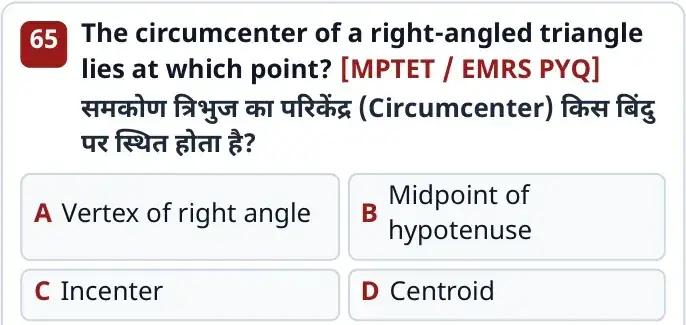 65 The circumcenter of a right-angled triangle
lies at which point? [MPTET / EMRS PYQ]
समकोण त्रिभुज का परिकेंद्र (Circumcenter) किस बिंदु
पर स्थित होता है?
A Vertex of right angle
B Midpoint of
hypotenuse
C Incenter
D Centroid